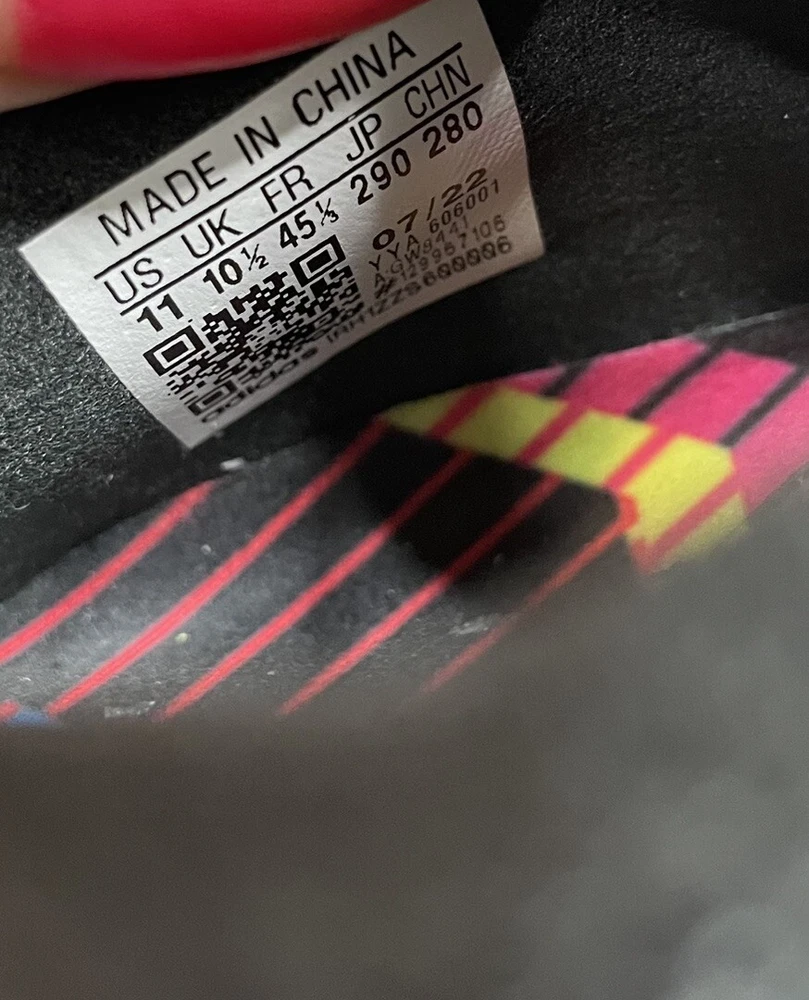 MADE IN CHINA
US UK FR JP CHN
11 10½ 45⅓ 290 280
07/22
YYA 606001
adidas